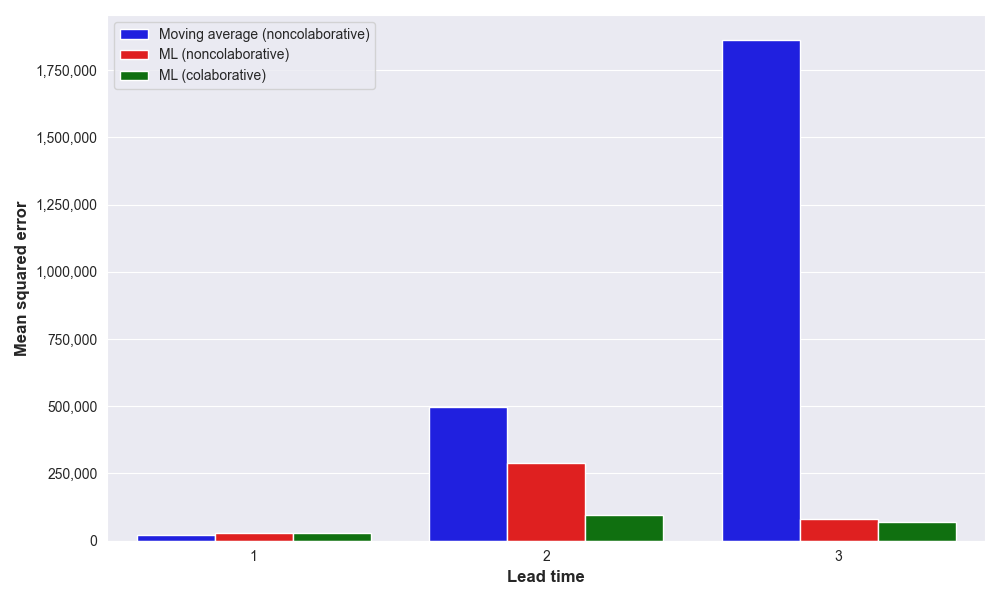 Moving average (noncolaborative)
ML (noncolaborative)
ML (colaborative)
Mean squared error
1,750,000
1,500,000
1,250,000
1,000,000
750,000
500,000
250,000
0
1
2
3
Lead time